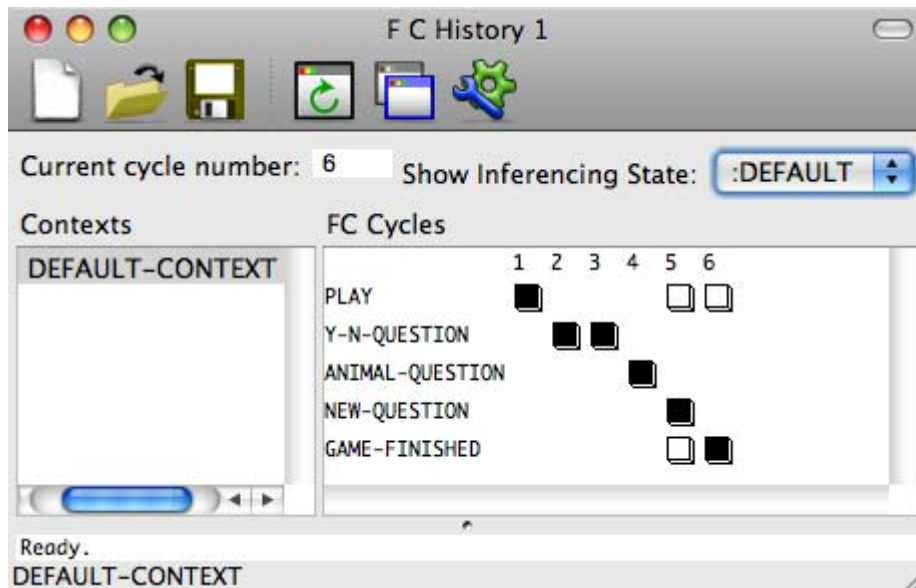 F C History 1
Current cycle number: 6 Show Inferencing State: :DEFAULT
Contexts
FC Cycles
DEFAULT-CONTEXT
1 2 3 4 5 6
PLAY
Y-N-QUESTION
ANIMAL-QUESTION
NEW-QUESTION
GAME-FINISHED
Ready.
DEFAULT-CONTEXT